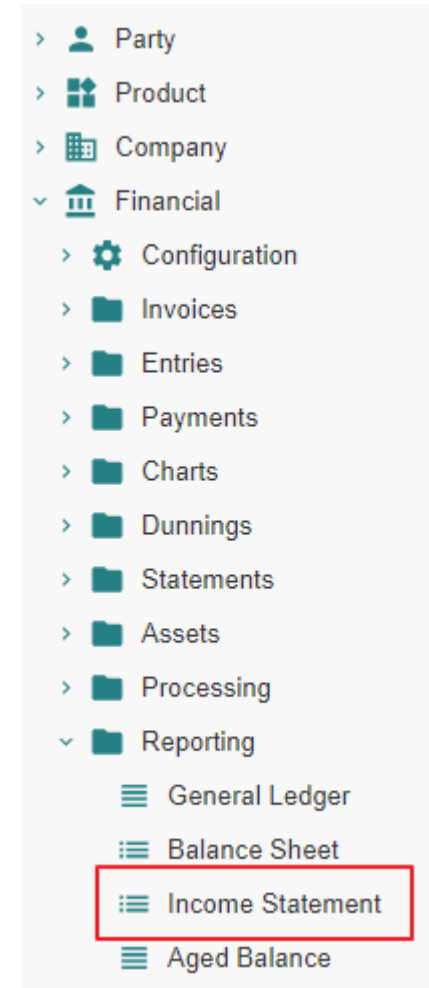 Party
Product
Company
Financial
Configuration
Invoices
Entries
Payments
Charts
Dunnings
Statements
Assets
Processing
Reporting
General Ledger
Balance Sheet
Income Statement
Aged Balance